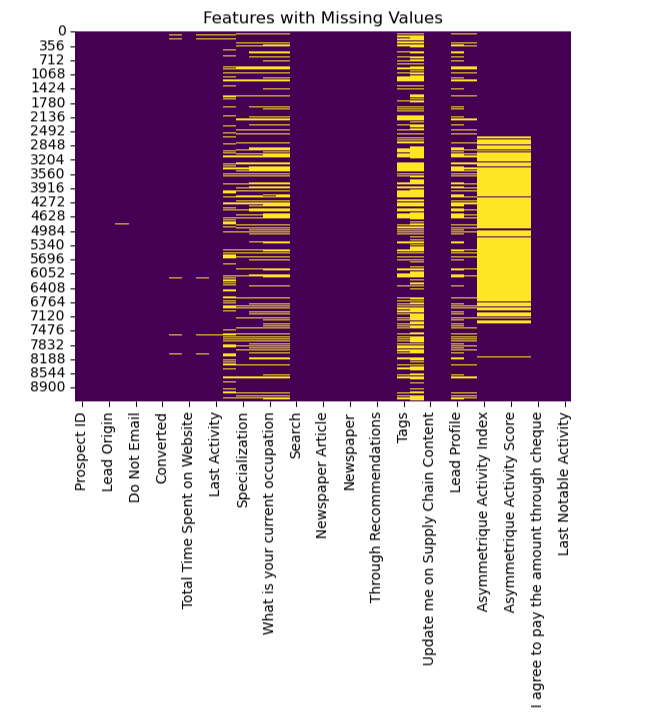 Features with Missing Values
0
356
712
1068
1424
1780
2136
2492
2848
3204
3560
3916
4272
4628
4984
5340
5696
6052
6408
6764
7120
7476
7832
8188
8544
8900
Prospect ID
Lead Origin
Do Not Email
Converted
Total Time Spent on Website
Last Activity
Specialization
What is your current occupation
Search
Newspaper Article
Newspaper
Through Recommendations
Tags
Update me on Supply Chain Content
Lead Profile
Asymmetrique Activity Index
Asymmetrique Activity Score
I agree to pay the amount through cheque
Last Notable Activity